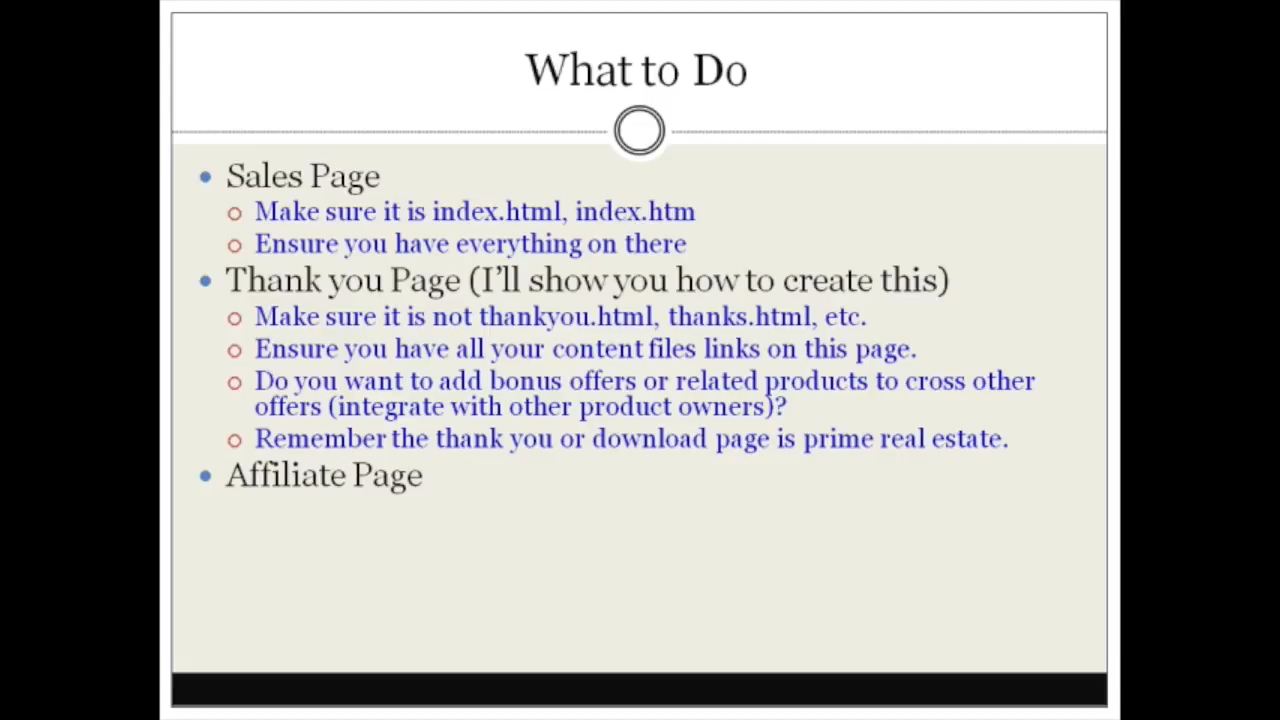 What to Do
Sales Page
Make sure it is index.html, index.htm
Ensure you have everything on there
Thank you Page (I'll show you how to create this)
Make sure it is not thankyou.html, thanks.html, etc.
Ensure you have all your content files links on this page.
Do you want to add bonus offers or related products to cross other
offers (integrate with other product owners)?
Remember the thank you or download page is prime real estate.
Affiliate Page